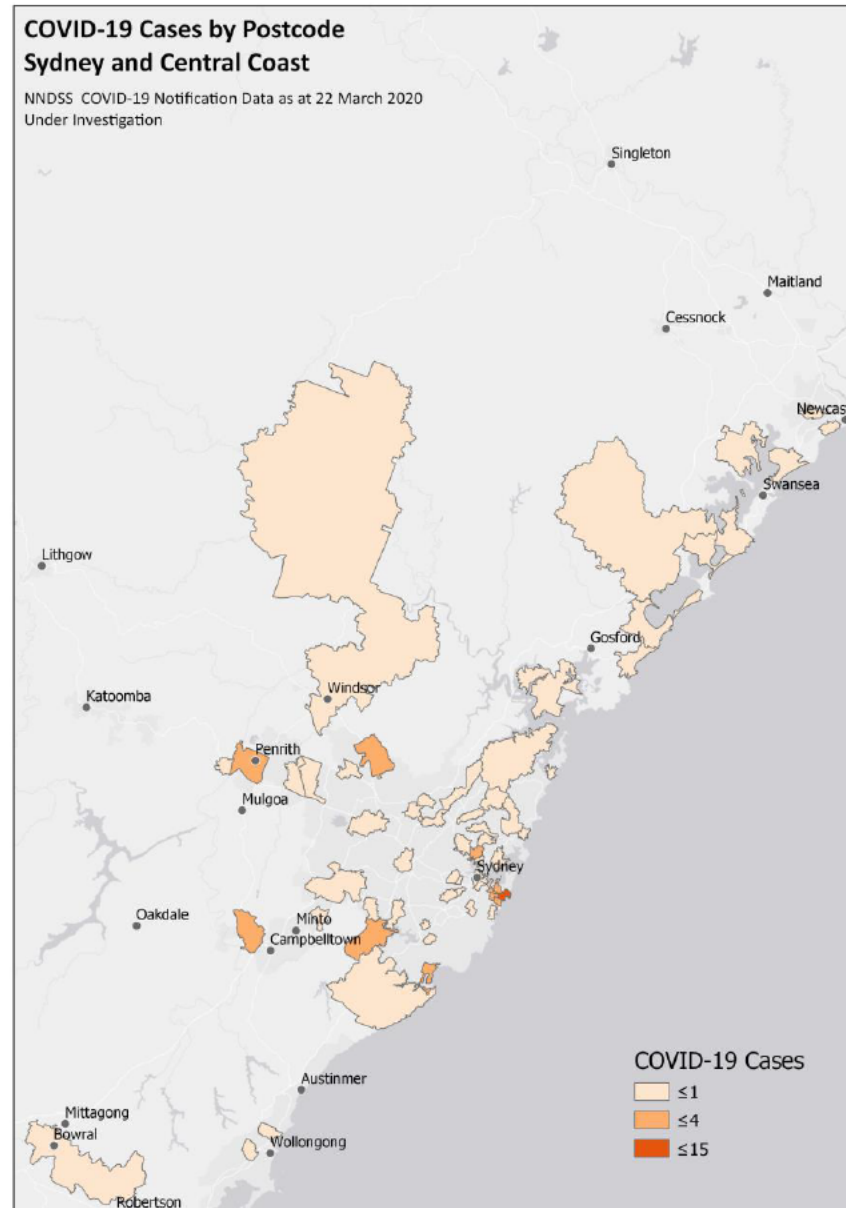 COVID-19 Cases by Postcode
Sydney and Central Coast
NNDSS COVID-19 Notification Data as at 22 March 2020
Under Investigation
Singleton
Maitland
Cessnock
Newcas
Swansea
Lithgow
Gosford
Katoomba
Windsor
Penrith
Mulgoa
Sydney
Oakdale
Minto
Campbelltown
COVID-19 Cases
≤1
≤4
≤15
Austinmer
Mittagong
Bowral
Wollongong
Robertson